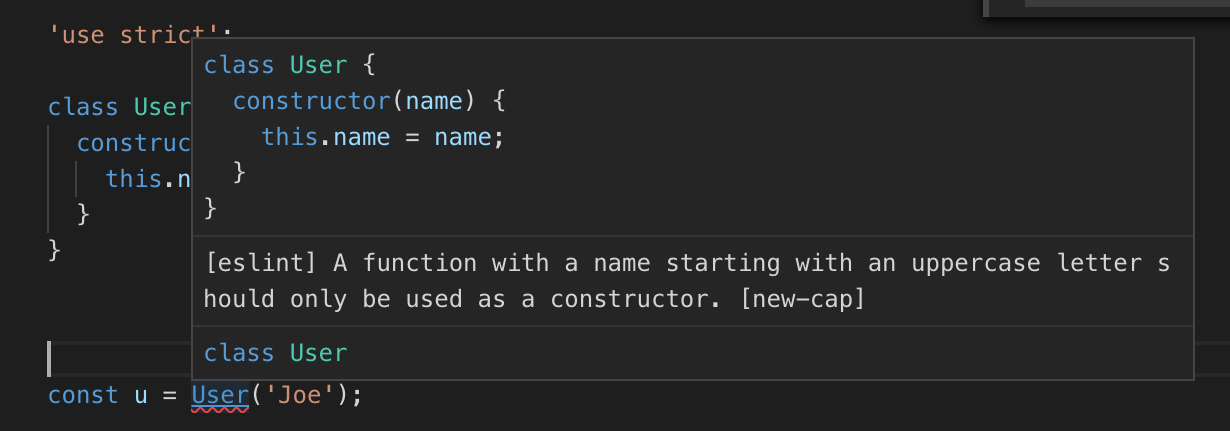 'use strict';
class User
construc
this.n
}
}
class User {
constructor(name) {
this.name = name;
}
}
[eslint] A function with a name starting with an uppercase letter s
hould only be used as a constructor. [new-cap]
class User
const u = User('Joe');